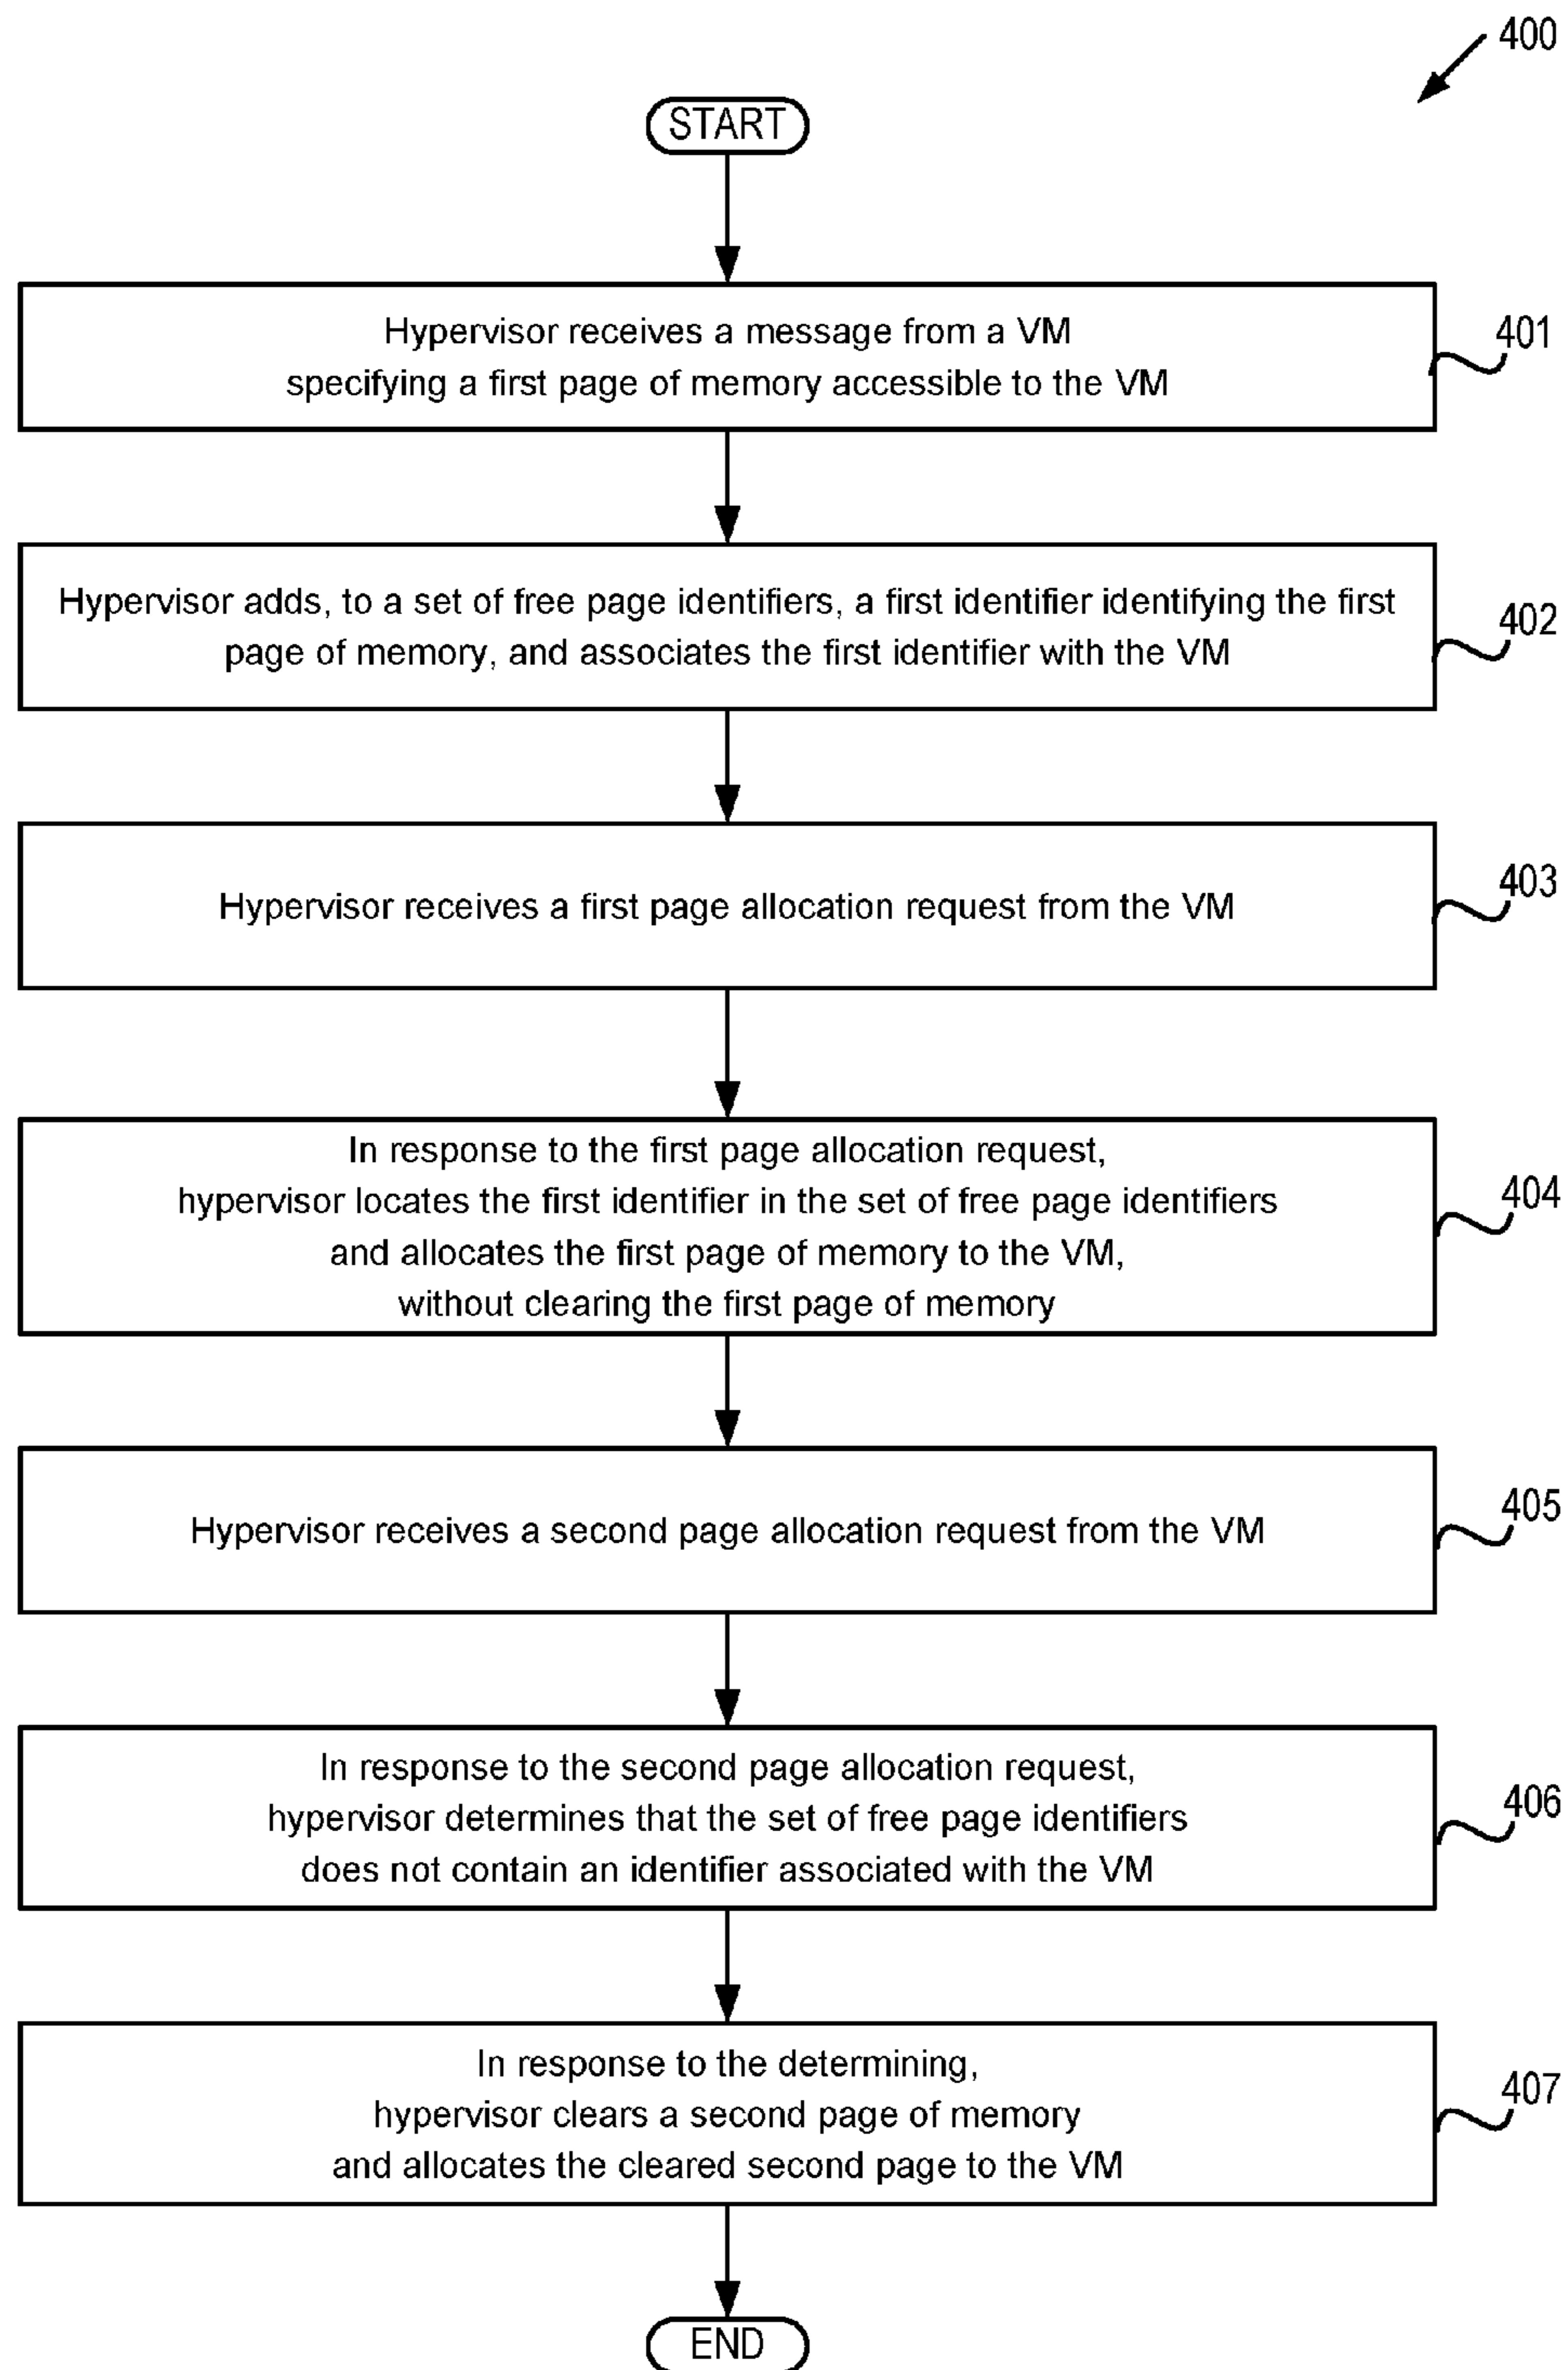 400
START
Hypervisor receives a message from a VM
specifying a first page of memory accessible to the VM
401
Hypervisor adds, to a set of free page identifiers, a first identifier identifying the first
page of memory, and associates the first identifier with the VM
402
Hypervisor receives a first page allocation request from the VM
403
In response to the first page allocation request,
hypervisor locates the first identifier in the set of free page identifiers
and allocates the first page of memory to the VM,
without clearing the first page of memory
404
Hypervisor receives a second page allocation request from the VM
405
In response to the second page allocation request,
hypervisor determines that the set of free page identifiers
does not contain an identifier associated with the VM
406
In response to the determining,
hypervisor clears a second page of memory
and allocates the cleared second page to the VM
407
END